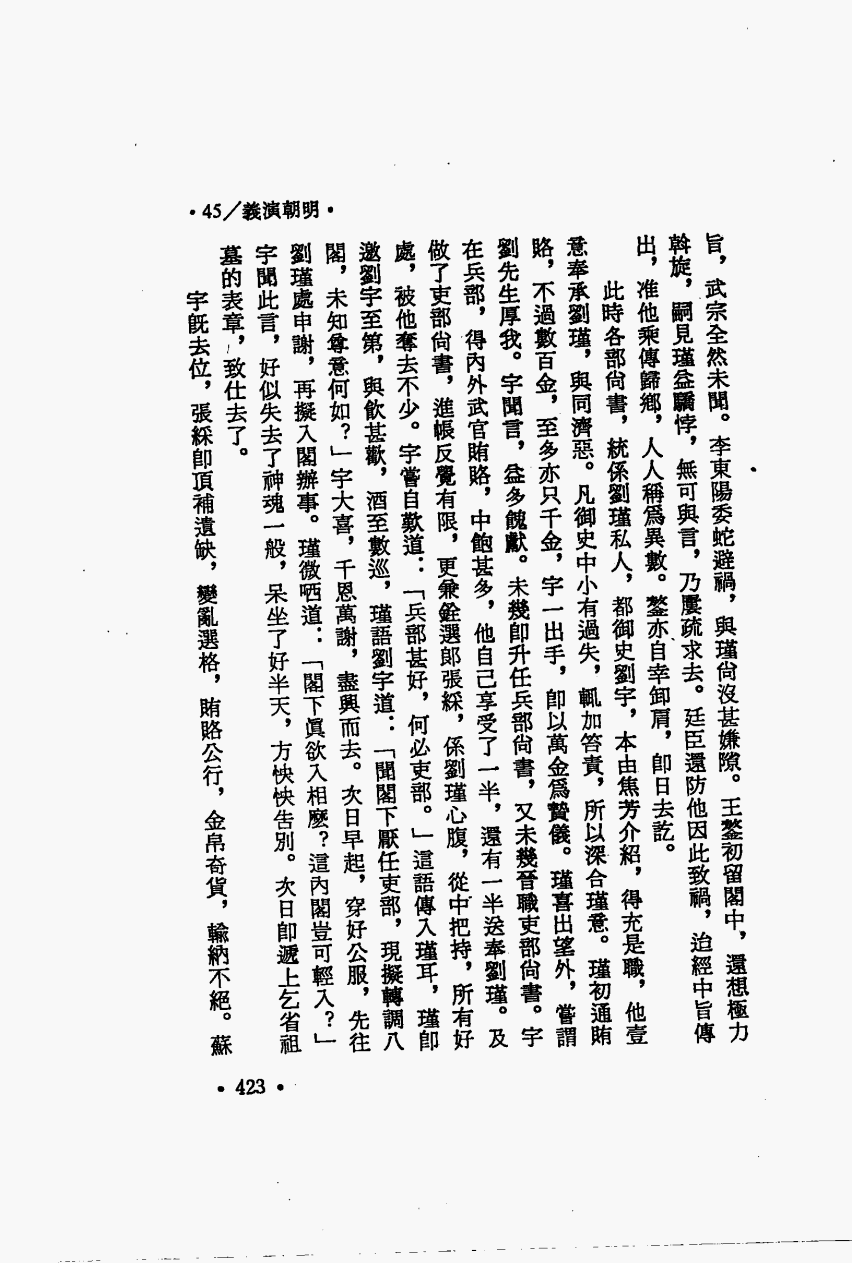 •45/義演朝明•
旨，武宗全然未聞。李東陽委蛇避禍，與瑾尙沒甚嫌隙。王鏊初留閣中，還想極力
斡旋，嗣見瑾益驕悖，無可與言，乃屢疏求去。廷臣還防他因此致禍，迨經中旨傳
出，准他乘傳歸鄉，人人稱爲異數。鏊亦自幸卸肩，卽日去訖。
此時各部尙書，統係劉瑾私人，都御史劉宇，本由焦芳介紹，得充是職，他壹
意奉承劉瑾，與同濟惡。凡御史中小有過失，輒加笞責，所以深合瑾意。瑾初通賄
賂，不過數百金，至多亦只千金，宇一出手，卽以萬金爲贄儀。瑾喜出望外，嘗謂
劉先生厚我。宇聞言，益多餽獻。未幾卽升任兵部尙書，又未幾晉職吏部尙書。宇
在兵部，得內外武官賄賂，中飽甚多，他自己享受了一半，還有一半送奉劉瑾。及
做了吏部尙書，進帳反覺有限，更兼銓選郎張綵，係劉瑾心腹，從中把持，所有好
處，被他奪去不少。宇嘗自歎道：「兵部甚好，何必吏部。」這語傳入瑾耳，瑾卽
邀劉宇至第，與飲甚歡，酒至數巡，瑾語劉宇道：「聞閣下厭任吏部，現擬轉調八
閣，未知尊意何如？」宇大喜，千恩萬謝，盡興而去。次日早起，穿好公服，先往
劉瑾處申謝，再擬入閣辦事。瑾微哂道：「閣下眞欲入相麼？這內閣豈可輕入？」
宇聞此言，好似失去了神魂一般，呆坐了好半天，方怏怏告別。次日卽遞上乞省祖
墓的表章，致仕去了。
宇旣去位，張綵卽頂補遺缺，變亂選格，賄賂公行，金帛奇貨，輸納不絕。蘇
•423•